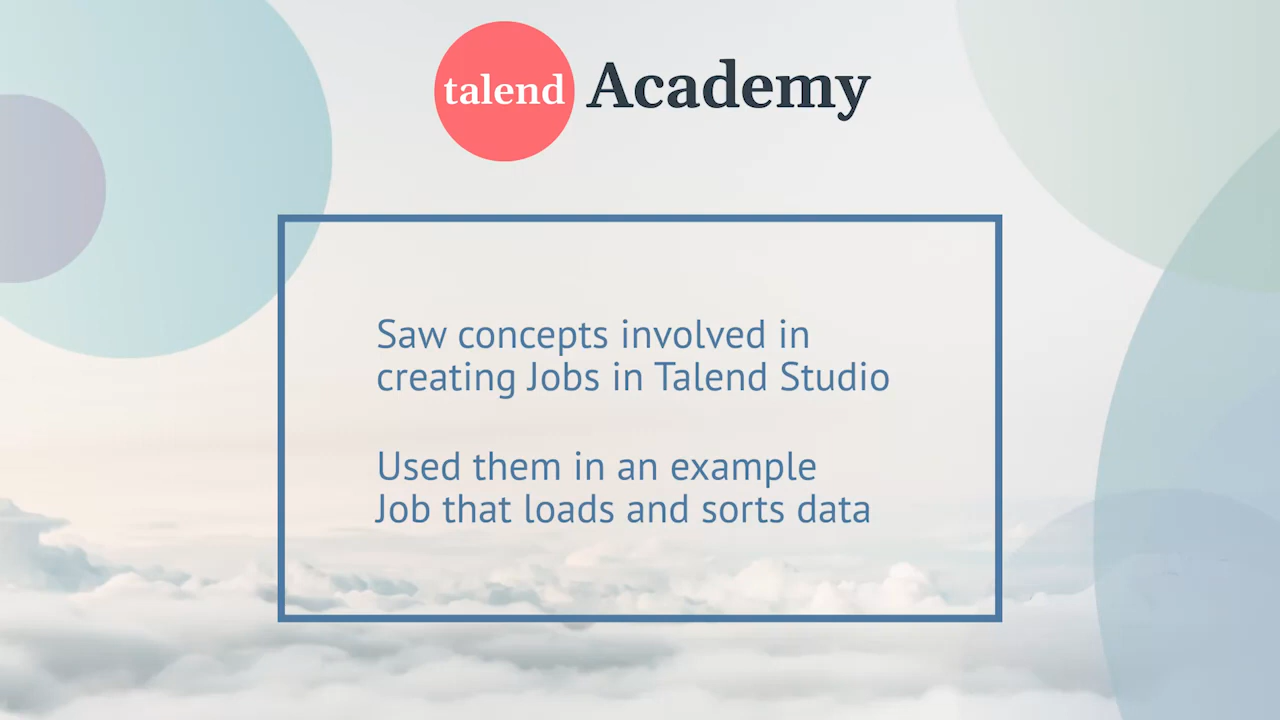 talend Academy
Saw concepts involved in
creating Jobs in Talend Studio
Used them in an example
Job that loads and sorts data